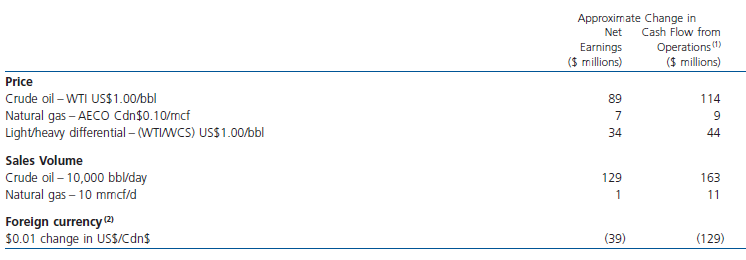 Approximate Change in
Net Cash Flow from
Earnings Operations (1)
($ millions) ($ millions)
Price
Crude oil – WTI US$1.00/bbl 89 114
Natural gas – AECO Cdn$0.10/mcf 7 9
Light/heavy differential – (WTI/WCS) US$1.00/bbl 34 44
Sales Volume
Crude oil – 10,000 bbl/day 129 163
Natural gas – 10 mmcf/d 1 11
Foreign currency (2)
$0.01 change in US$/Cdn$ (39) (129)